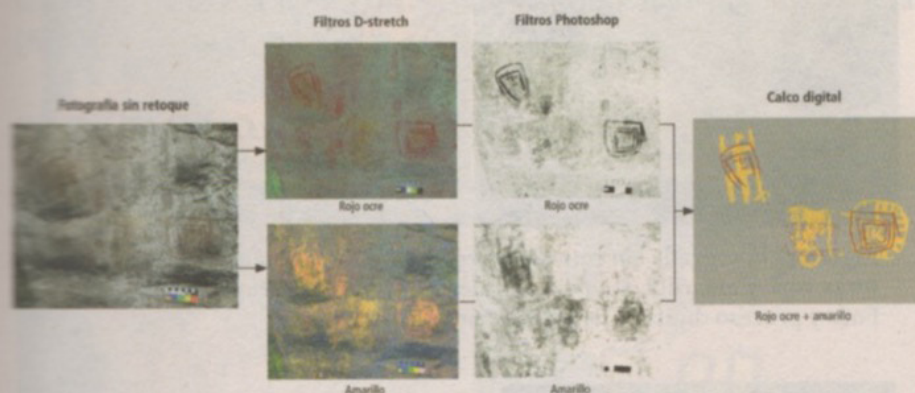 Filtros D-stretch
Filtros Photoshop
Fotografía sin retoque
Calco digital
Rojo ocre
Rojo ocre
Rojo ocre + amarillo
Amarillo
Amarillo